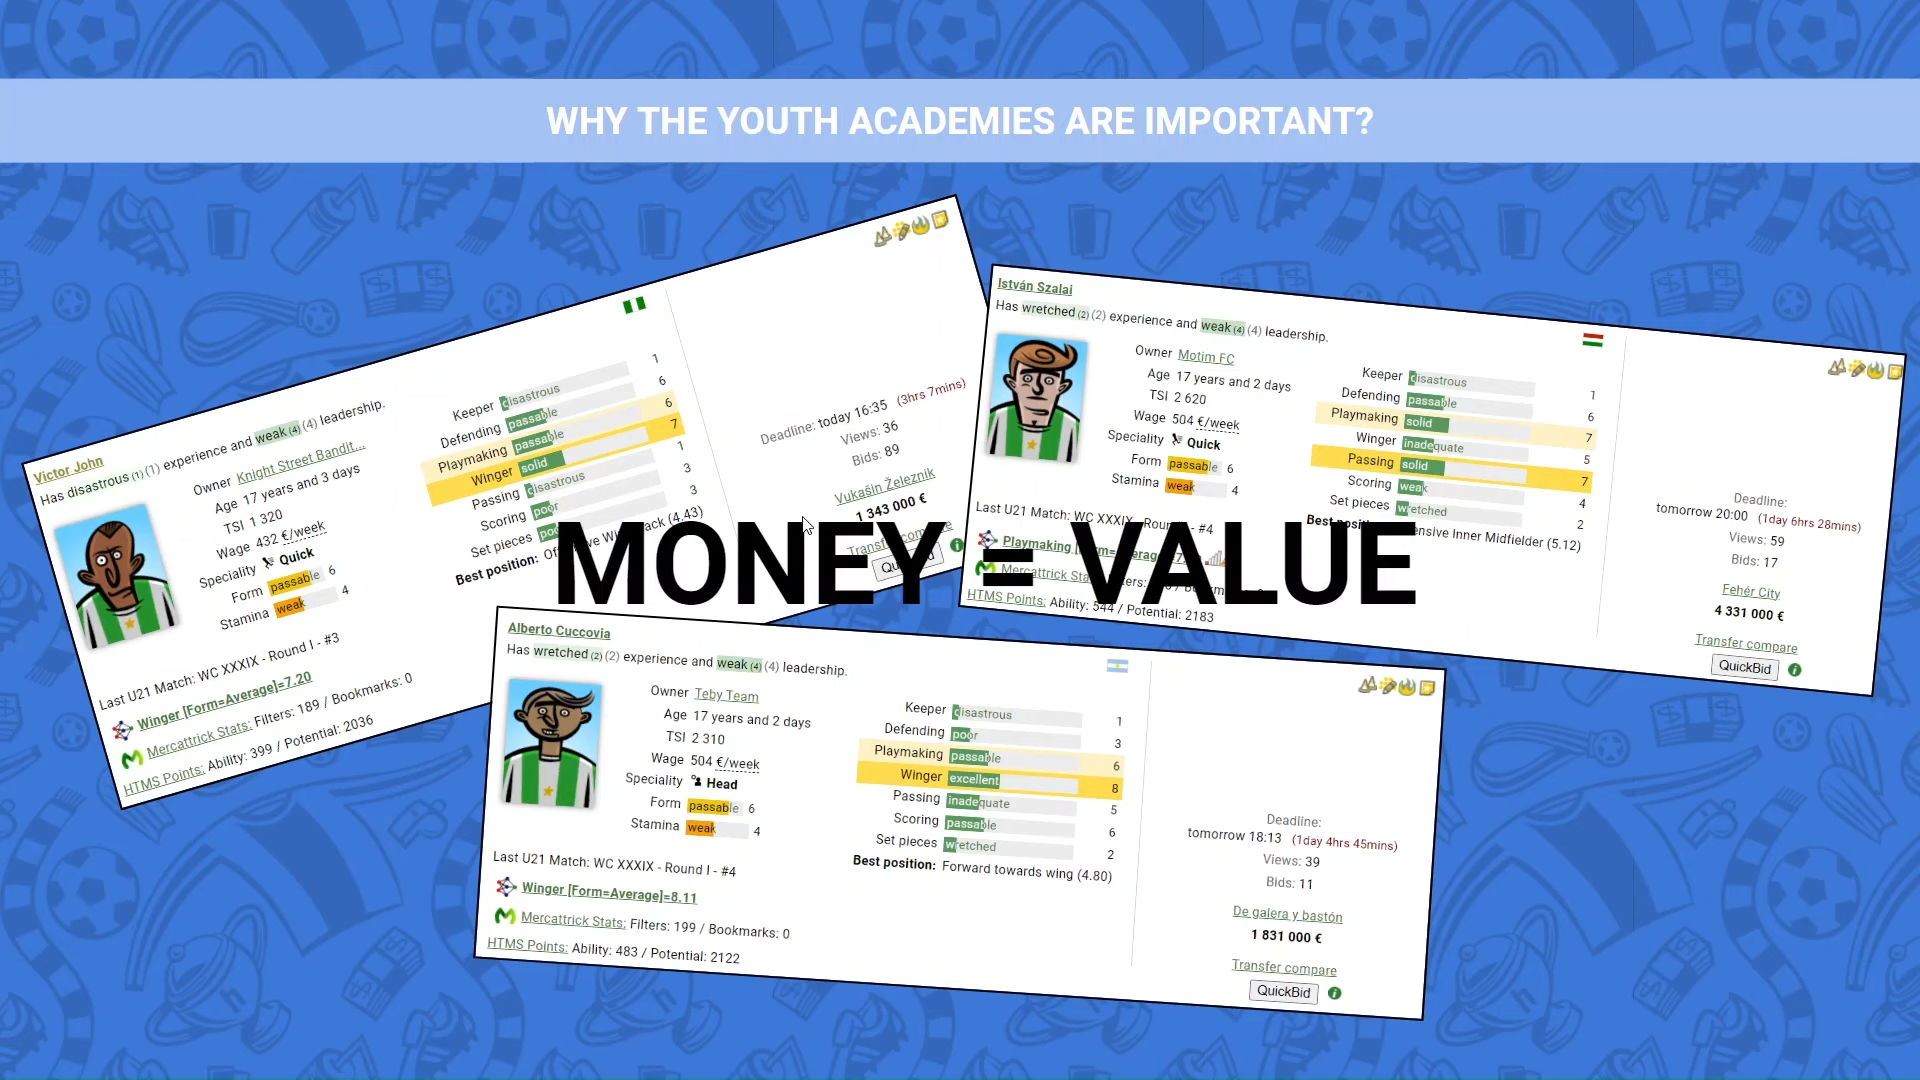 WHY THE YOUTH ACADEMIES ARE IMPORTANT?
Victor John
Has disastrous (1) (1) experience and weak (4) (4) leadership.
Owner Knight Street Bandit...
Age 17 years and 3 days
TSI 1 320
Wage 432 €/week
Speciality Quick
Form passable 6
Stamina weak 4
Keeper disastrous 1
Defending passable 6
Playmaking passable 6
Winger solid 7
Passing disastrous 1
Scoring poor 3
Set pieces poor 3
Best position:
(4.43)
Last U21 Match: WC XXXIX - Round I - #3
Winger [Form=Average]=7.20
Mercattrick Stats: Filters: 189 / Bookmarks: 0
HTMS Points: Ability: 399 / Potential: 2036
Deadline: today 16:35 (3hrs 7mins)
Views: 36
Bids: 89
Vukašin Železnik
1 343 000 €
István Szalai
Has wretched (2) (2) experience and weak (4) (4) leadership.
Owner Motim FC
Age 17 years and 2 days
TSI 2 620
Wage 504 €/week
Speciality Quick
Form passable 6
Stamina weak 4
Keeper disastrous 1
Defending passable 6
Playmaking solid 7
Winger inadequate 5
Passing solid 7
Scoring weak 4
Set pieces wretched 2
Inner Midfielder (5.12)
Last U21 Match: WC XXXIX - #4
Playmaking
Mercattrick
HTMS Points: Ability: 544 / Potential: 2183
Deadline:
tomorrow 20:00 (1day 6hrs 28mins)
Views: 59
Bids: 17
Fehér City
4 331 000 €
Transfer compare
QuickBid
MONEY = VALUE
Alberto Cuccovia
Has wretched (2) (2) experience and weak (4) (4) leadership.
Owner Teby Team
Age 17 years and 2 days
TSI 2 310
Wage 504 €/week
Speciality Head
Form passable 6
Stamina weak 4
Keeper disastrous 1
Defending poor 3
Playmaking passable 6
Winger excellent 8
Passing inadequate 5
Scoring passable 6
Set pieces wretched 2
Best position: Forward towards wing (4.80)
Last U21 Match: WC XXXIX - Round I - #4
Winger [Form=Average]=8.11
Mercattrick Stats: Filters: 199 / Bookmarks: 0
HTMS Points: Ability: 483 / Potential: 2122
Deadline:
tomorrow 18:13 (1day 4hrs 45mins)
Views: 39
Bids: 11
De galera y bastón
1 831 000 €
Transfer compare
QuickBid